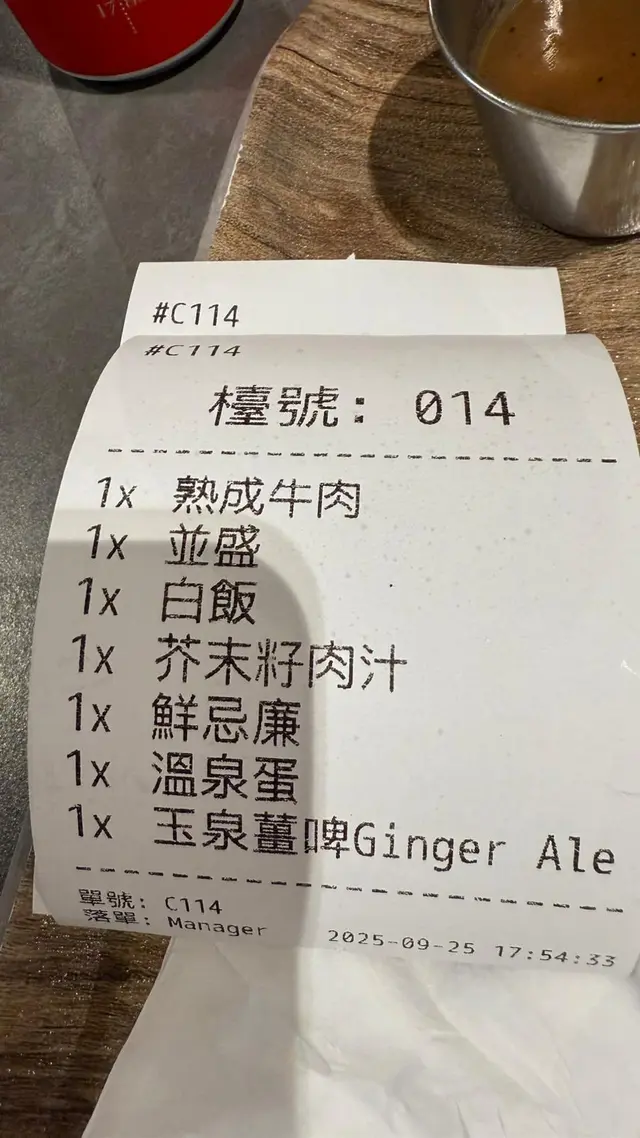 #C114
#C114
檯號: 014
1x 熟成牛肉
1x 並盛
1x 白飯
1x 芥末籽肉汁
1x 鮮忌廉
1x 溫泉蛋
1x 玉泉薑啤Ginger Ale
單號: C114
落單: Manager 2025-09-25 17:54:33